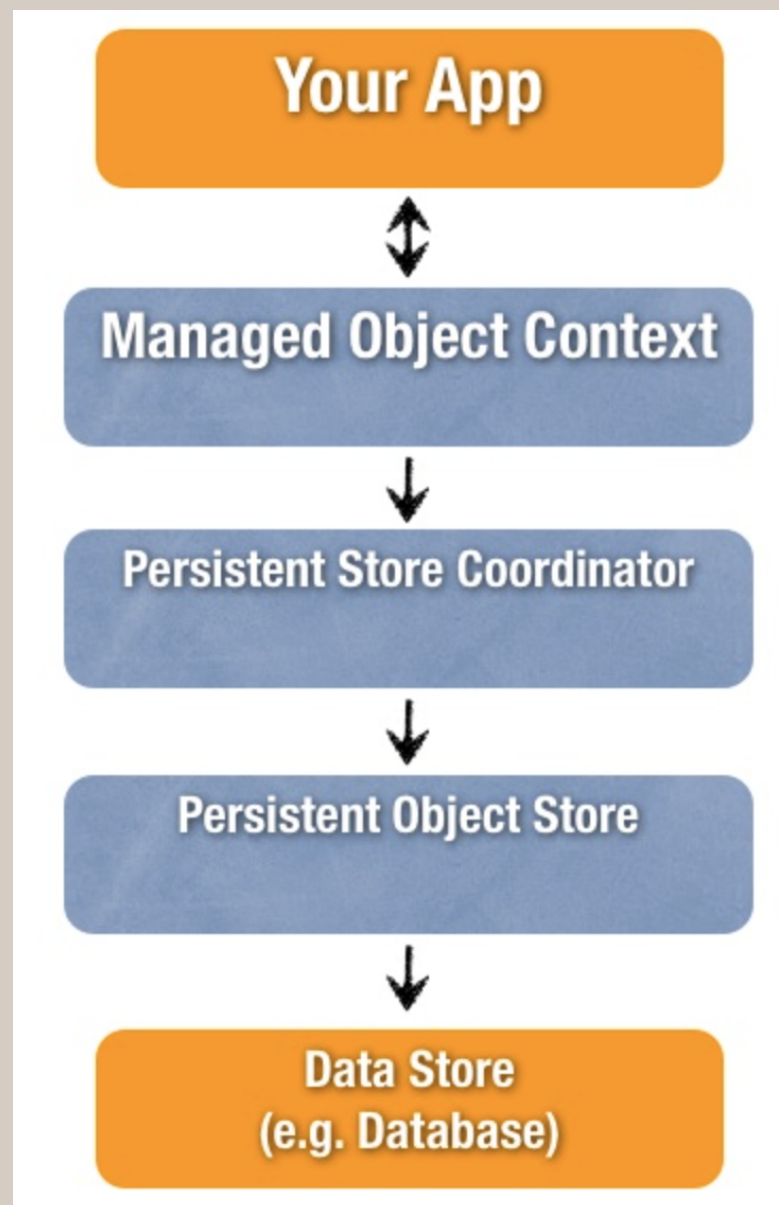 Your App
Managed Object Context
Persistent Store Coordinator
Persistent Object Store
Data Store
(e.g. Database)